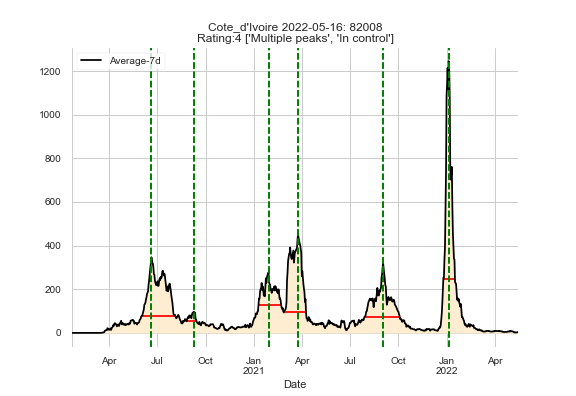 Cote_d'Ivoire 2022-05-16: 82008
Rating:4 ['Multiple peaks', 'In control']
Average-7d
1200
1000
800
600
400
200
0
Apr Jul Oct Jan Apr Jul Oct Jan Apr
2021 2022
Date